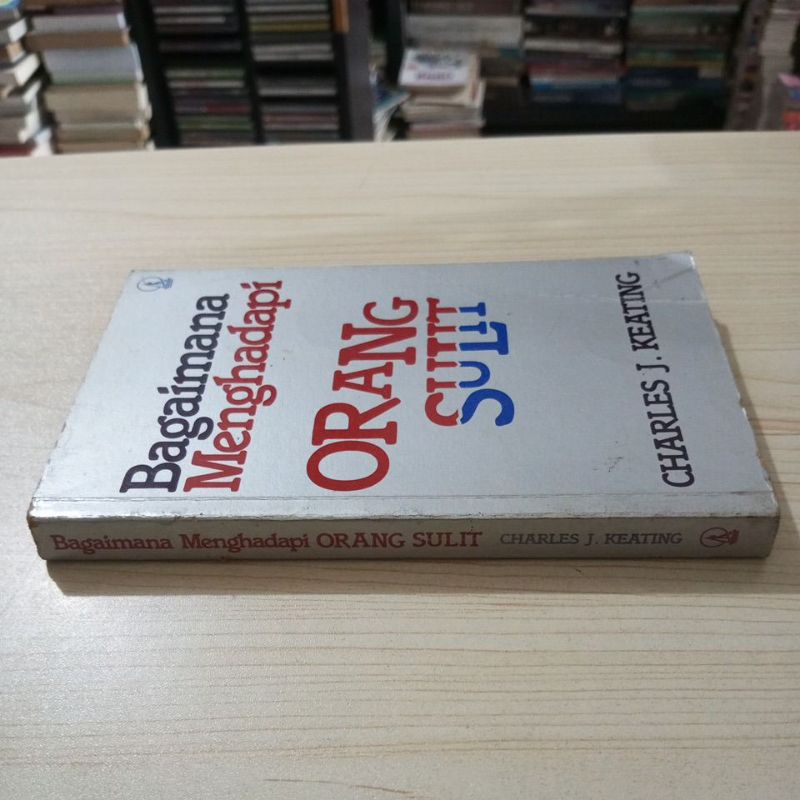 Bagaimana
Menghadapi
ORANG
SULIT
CHARLES J. KEATING
Bagaimana Menghadapi ORANG SULIT CHARLES J. KEATING